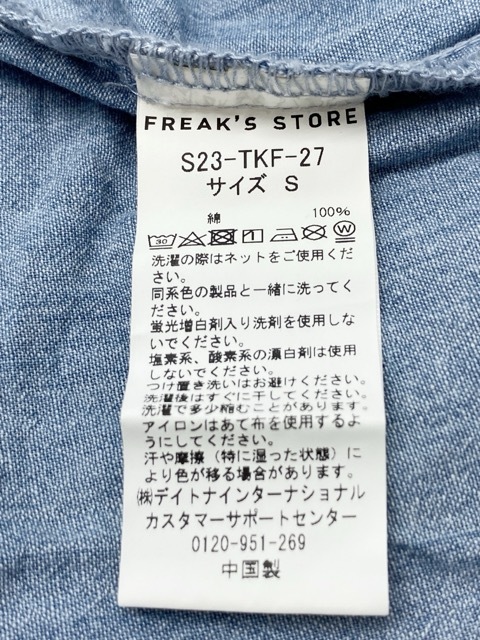 FREAK'S STORE
S23-TKF-27
サイズ S
綿 100%
洗濯の際はネットをご使用くだ
さい。
同系色の製品と一緒に洗ってく
ださい。
蛍光増白剤入り洗剤を使用しな
いでください。
塩素系、酸素系の漂白剤は使用
しないでください。
つけ置き洗いはお避けください。
洗濯後はすぐに干してください。
洗濯で多少縮むことがあります。
アイロンはあて布を使用するよ
うにしてください。
汗や摩擦（特に湿った状態）に
より色が移る場合があります。
㈱デイトナインターナショナル
カスタマーサポートセンター
0120-951-269
中国製